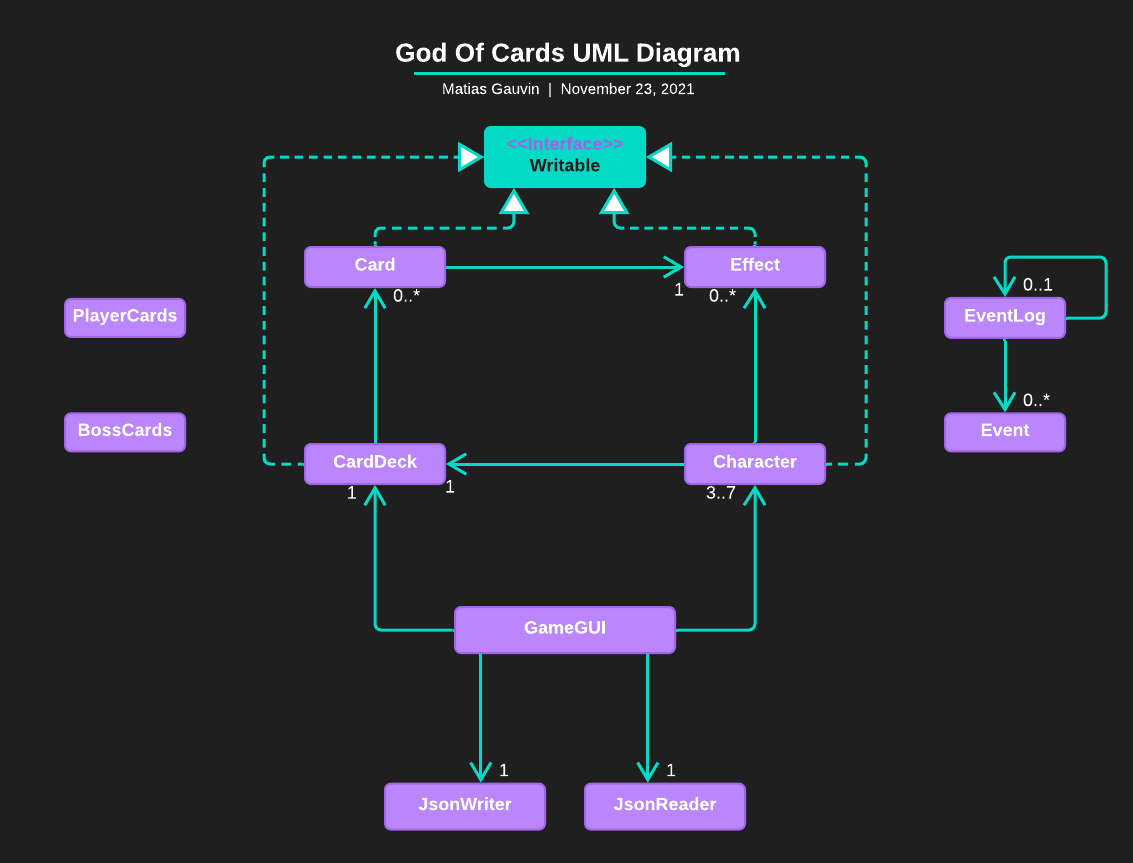 God Of Cards UML Diagram
Matias Gauvin | November 23, 2021
<<Interface>>
Writable
Card
Effect
1
0..*
0..*
PlayerCards
BossCards
0..1
EventLog
0..*
Event
CardDeck
Character
1
1
3..7
GameGUI
1
1
JsonWriter
JsonReader